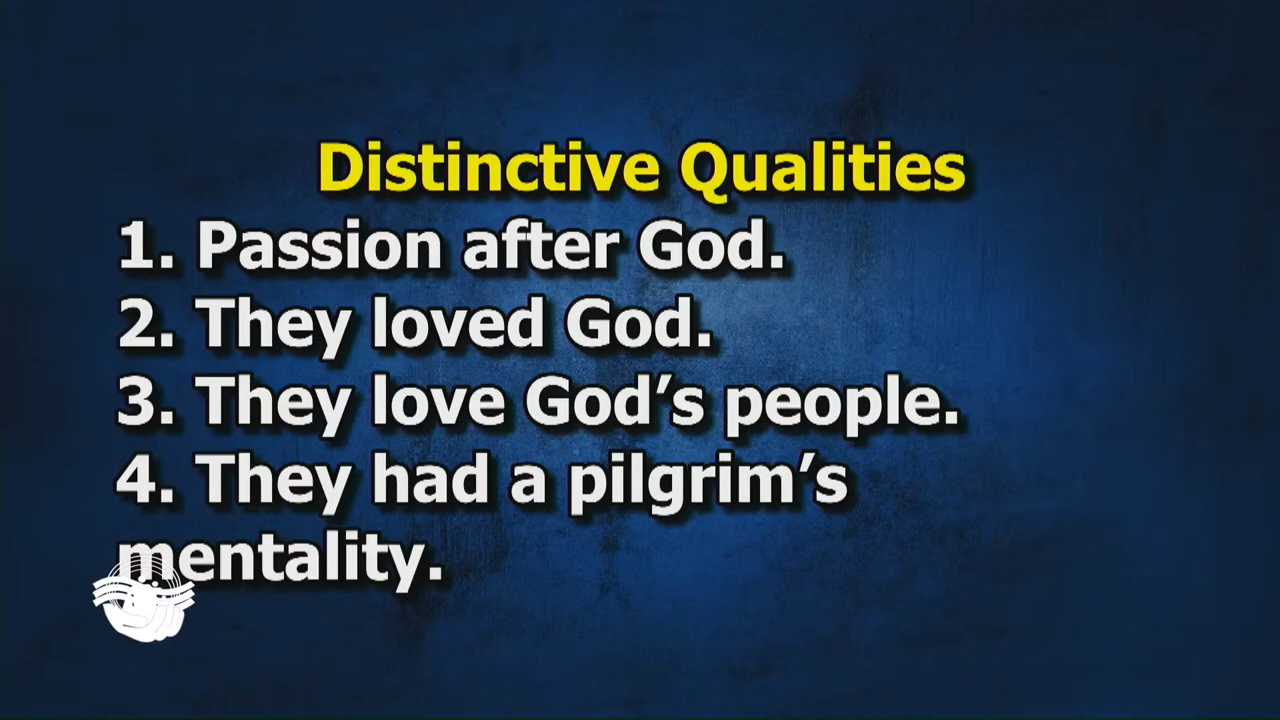 Distinctive Qualities
1. Passion after God.
2. They loved God.
3. They love God’s people.
4. They had a pilgrim’s
mentality.